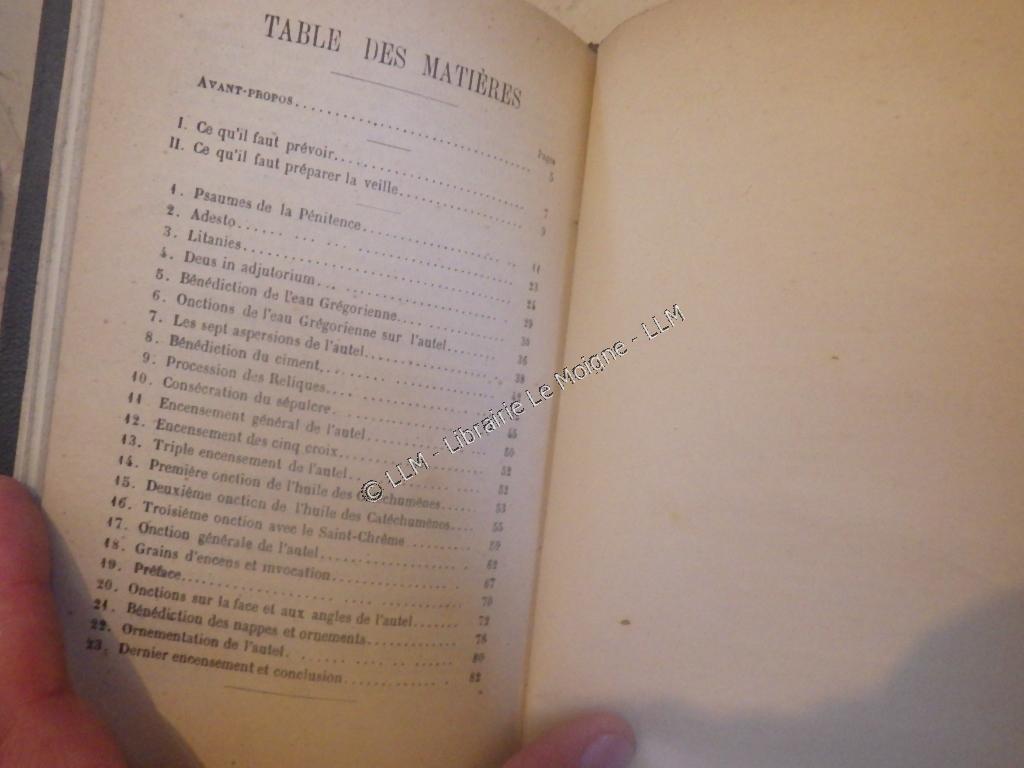 TABLE DES MATIÈRES
Pages
AVANT-PROPOS 5
I. Ce qu'il faut prévoir 7
II. Ce qu'il faut préparer la veille 9
1. Psaumes de la Pénitence 11
2. Adesto 23
3. Litanies 24
4. Deus in adjutorium 29
5. Bénédiction de l'eau Grégorienne
6. Onctions de l'eau Grégorienne sur l'autel 36
7. Les sept aspersions de l'autel 38
8. Bénédiction du ciment
9. Procession des Reliques
10. Consécration du sépulcre 45
11. Encensement général de l'autel 50
12. Encensement des cinq croix 52
13. Triple encensement de l'autel 52
14. Première onction de l'huile des Catéchumènes 53
15. Deuxième onction de l'huile des Catéchumènes 55
16. Troisième onction avec le Saint-Chrême 59
17. Onction générale de l'autel 62
18. Grains d'encens et invocation 67
19. Préface 70
20. Onctions sur la face et aux angles de l'autel 72
21. Bénédiction des nappes et ornements 78
22. Ornementation de l'autel 80
23. Dernier encensement et conclusion 82
© LLM - Librairie Le Moigne - LLM